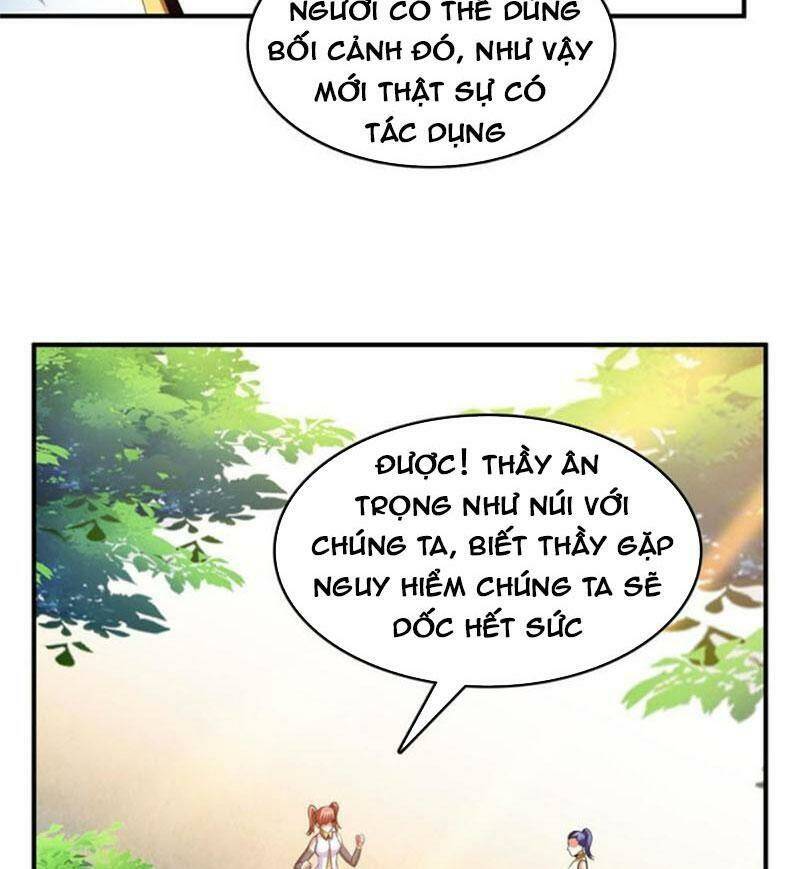 NGƯƠI CÓ THỂ DÙNG
BỐI CẢNH ĐÓ, NHƯ VẬY
MỚI THẬT SỰ CÓ
TÁC DỤNG
ĐƯỢC! THẦY ÂN
TRỌNG NHƯ NÚI VỚI
CHÚNG TA, BIẾT THẦY GẶP
NGUY HIỂM CHÚNG TA SẼ
DỐC HẾT SỨC